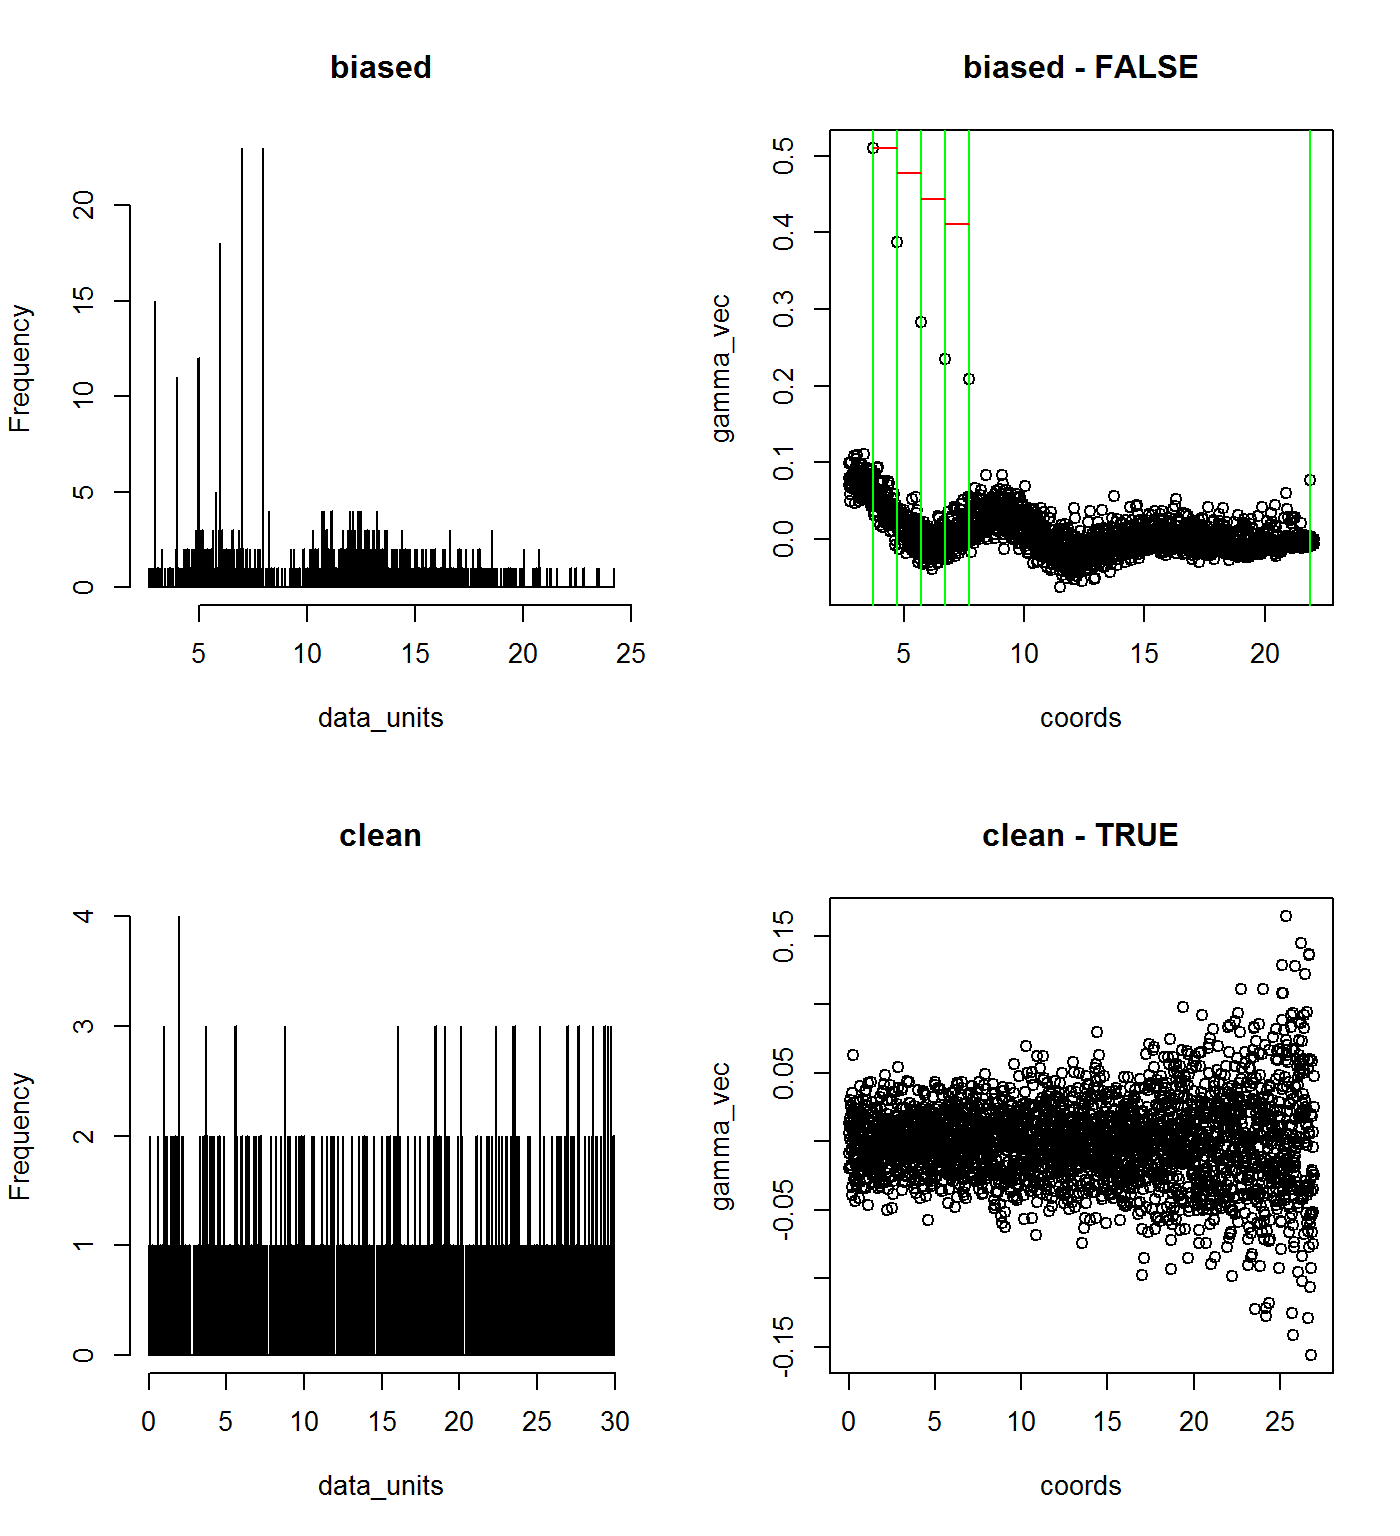 biased
Frequency
0 5 10 15 20
5 10 15 20 25
data_units
biased - FALSE
gamma_vec
0.0 0.1 0.2 0.3 0.4 0.5
5 10 15 20
coords
clean
Frequency
0 1 2 3 4
0 5 10 15 20 25 30
data_units
clean - TRUE
gamma_vec
-0.15 -0.05 0.05 0.15
0 5 10 15 20 25
coords